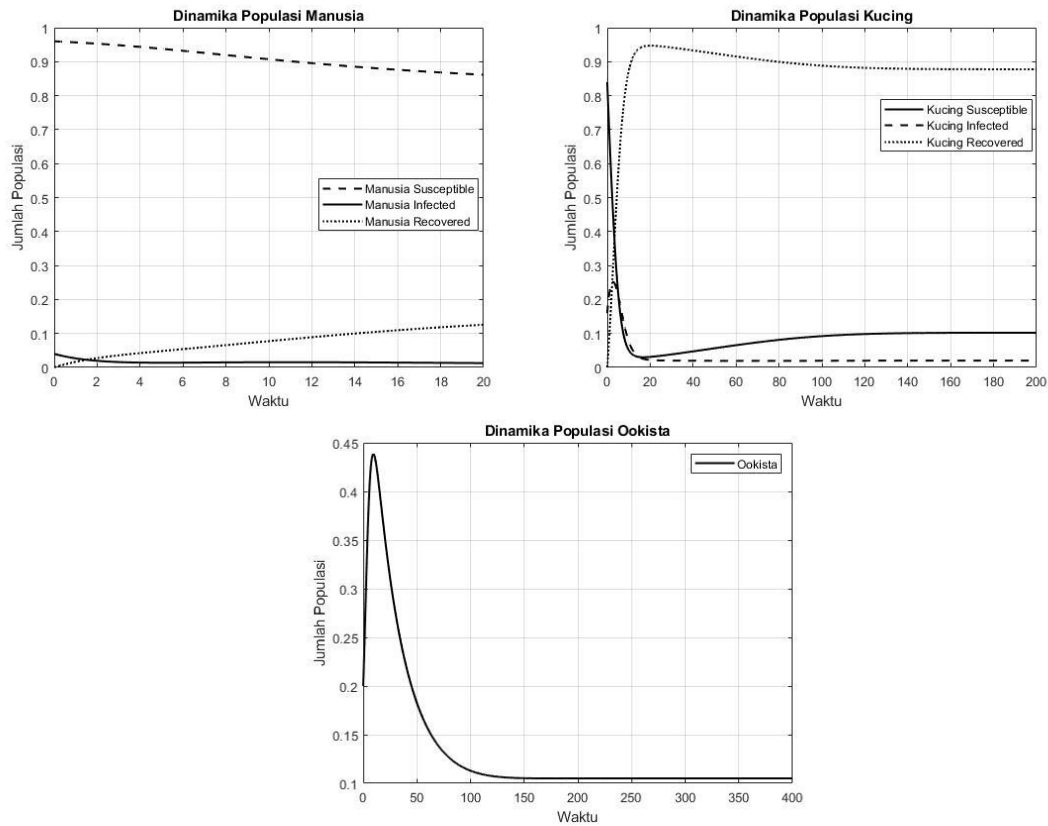 Dinamika Populasi Manusia
1
0.9
0.8
0.7
0.6
0.5
0.4
0.3
0.2
0.1
0
Jumlah Populasi
Manusia Susceptible
Manusia Infected
Manusia Recovered
0 2 4 6 8 10 12 14 16 18 20
Waktu
Dinamika Populasi Kucing
1
0.9
0.8
0.7
0.6
0.5
0.4
0.3
0.2
0.1
0
Jumlah Populasi
Kucing Susceptible
Kucing Infected
Kucing Recovered
0 20 40 60 80 100 120 140 160 180 200
Waktu
Dinamika Populasi Ookista
0.45
0.4
0.35
0.3
0.25
0.2
0.15
0.1
Jumlah Populasi
Ookista
0 50 100 150 200 250 300 350 400
Waktu